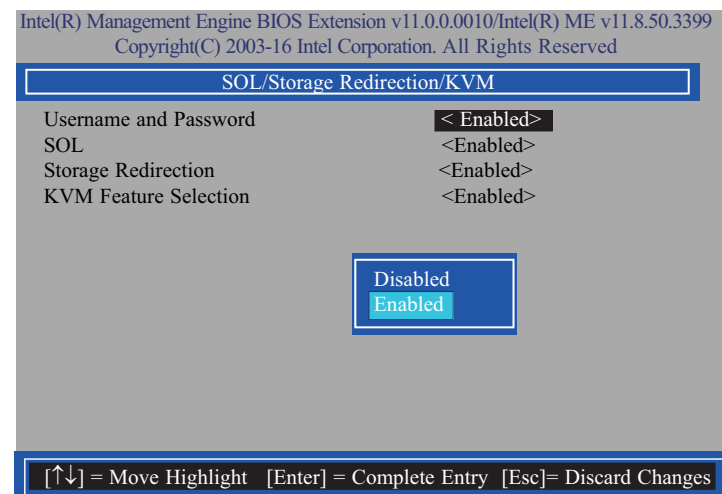 Intel(R) Management Engine BIOS Extension v11.0.0.0010/Intel(R) ME v11.8.50.3399
Copyright(C) 2003-16 Intel Corporation. All Rights Reserved
SOL/Storage Redirection/KVM
Username and Password < Enabled>
SOL <Enabled>
Storage Redirection <Enabled>
KVM Feature Selection <Enabled>
Disabled
Enabled
[↑↓] = Move Highlight [Enter] = Complete Entry [Esc]= Discard Changes